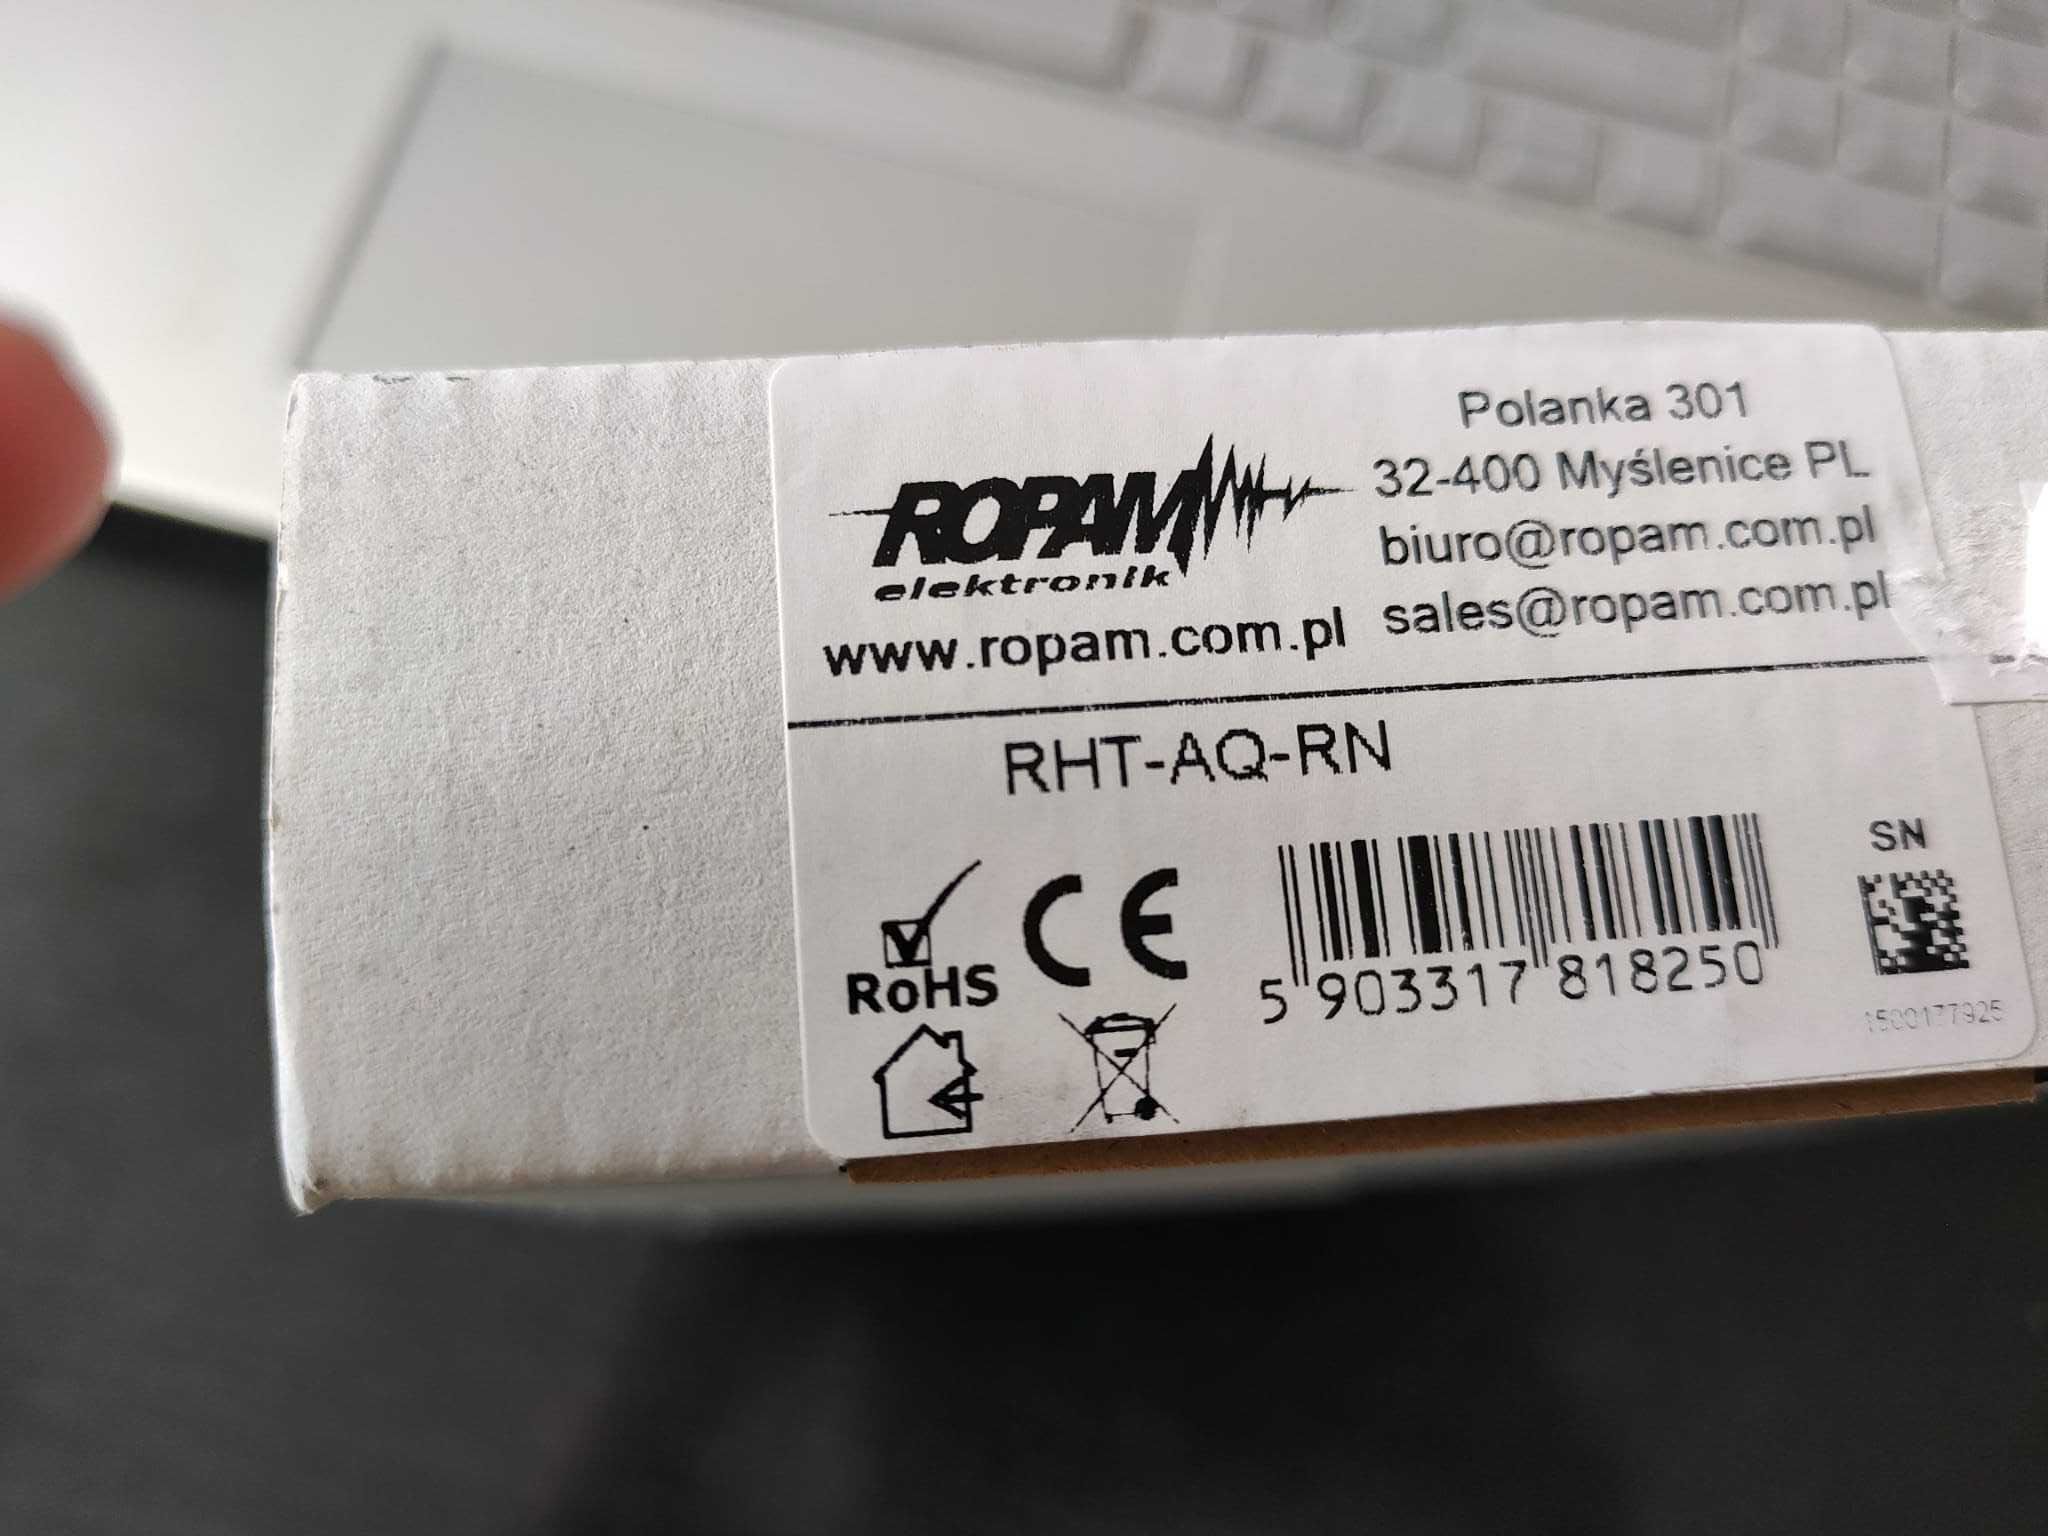 ROPAM
elektronik
www.ropam.com.pl
Polanka 301
32-400 Myślenice PL
biuro@ropam.com.pl
sales@ropam.com.pl
RHT-AQ-RN
RoHS
CE
5 903317 818250
SN
1500177925